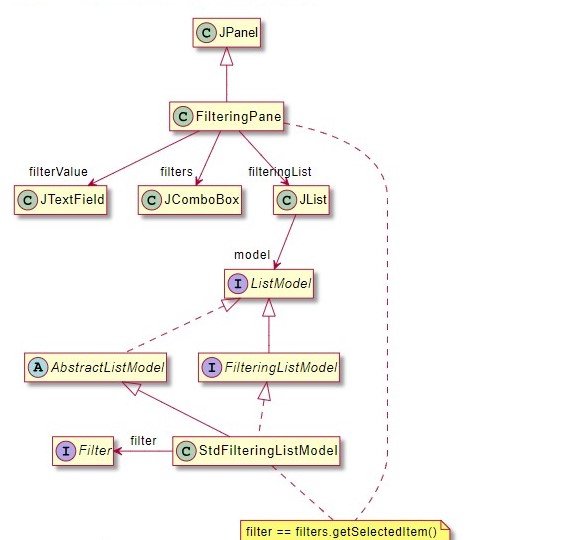 C JPanel
C FilteringPane
filterValue filters filteringList
C JTextField C JComboBox C JList
model
I ListModel
A AbstractListModel I FilteringListModel
I Filter filter C StdFilteringListModel
filter == filters.getSelectedItem()